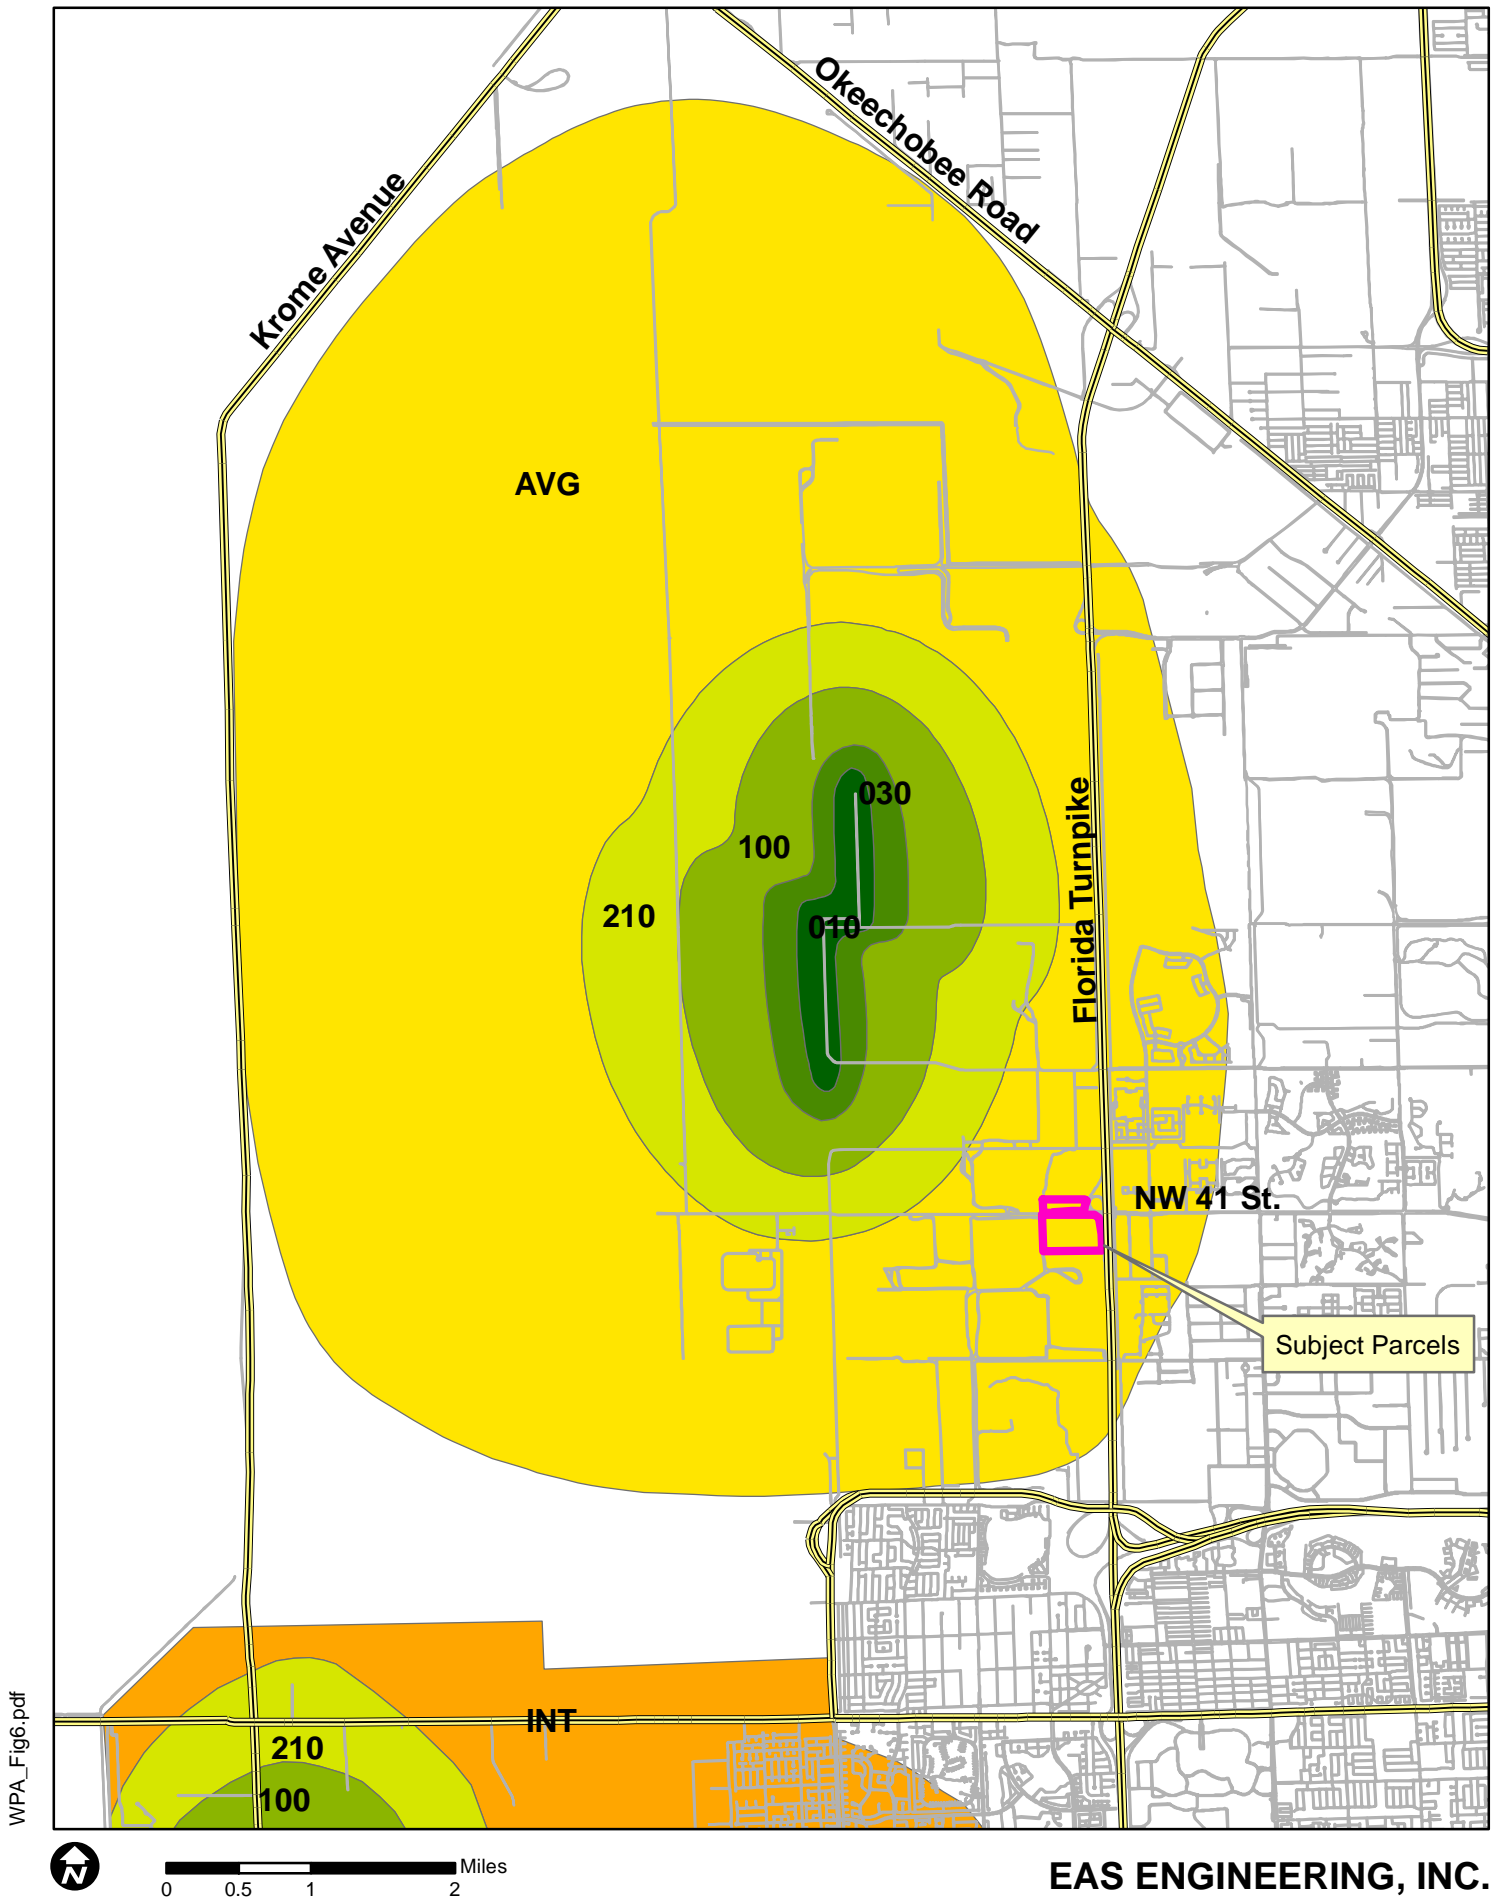 Okeechobee Road
Krome Avenue
AVG
030
Florida Turnpike
100
210
010
NW 41 St.
Subject Parcels
INT
210
100
WPA_Fig6.pdf
N
Miles
0 0.5 1 2
EAS ENGINEERING, INC.